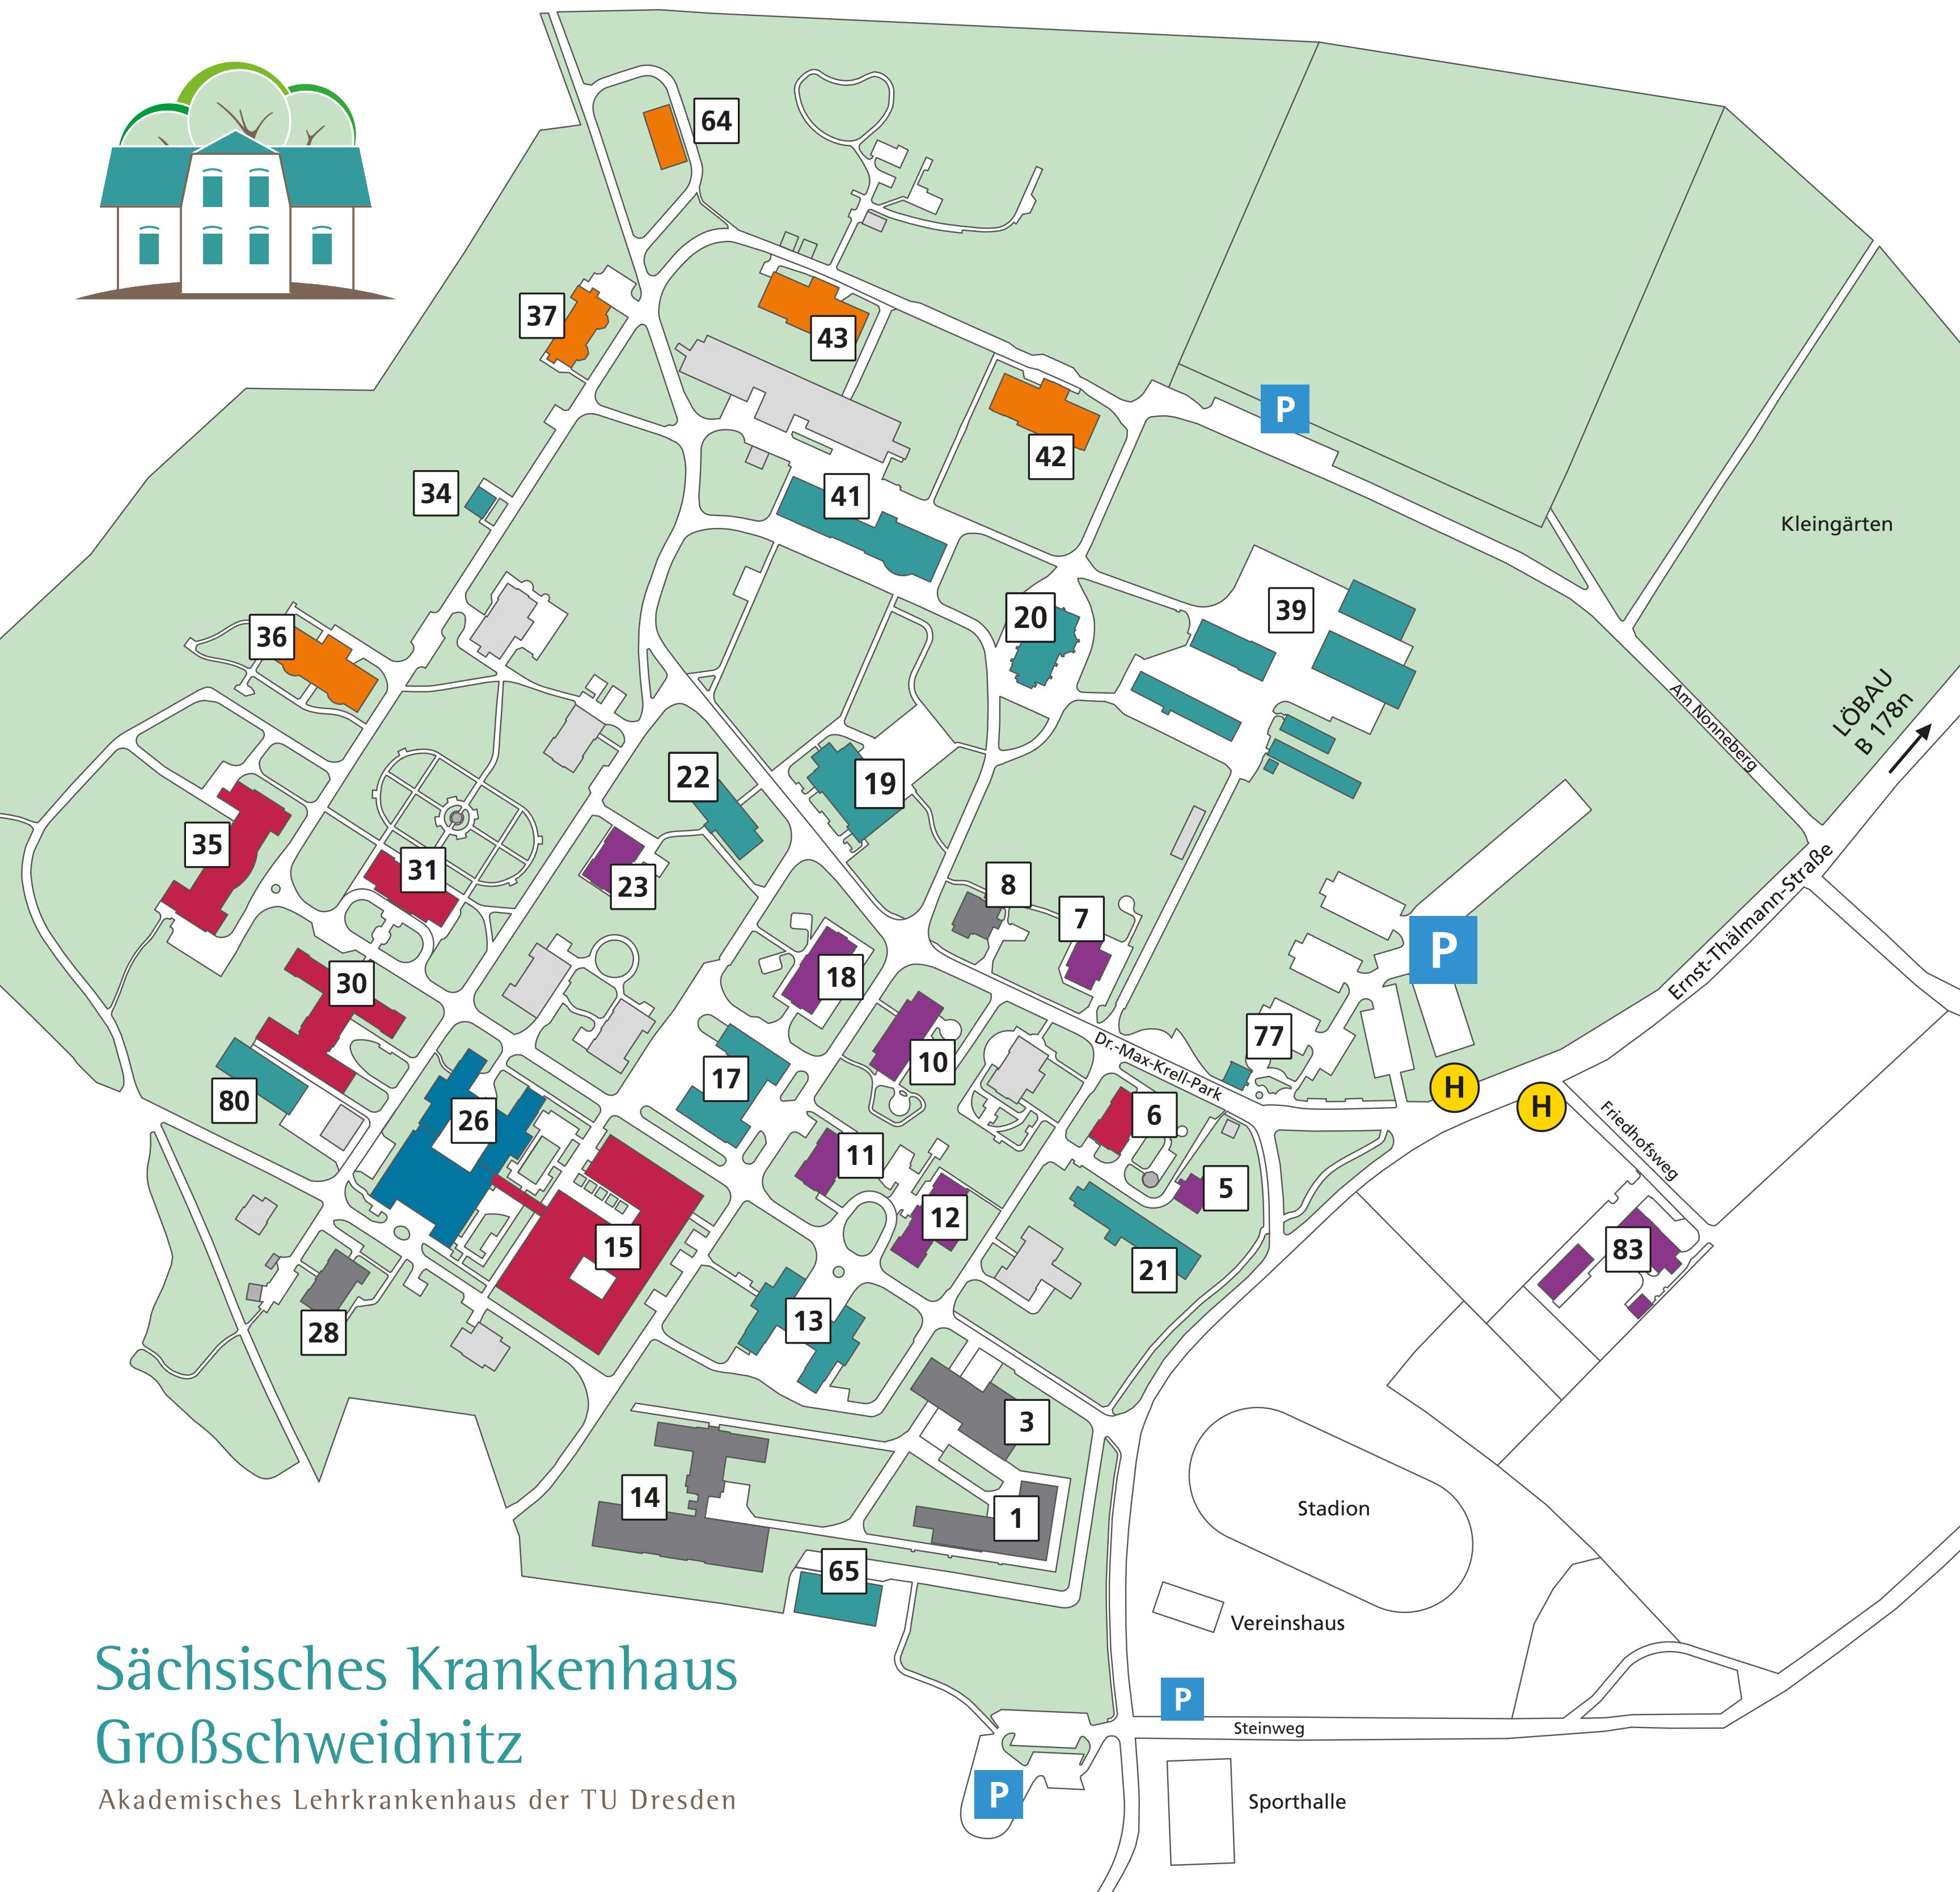 64
37
43
P
42
34
41
Kleingärten
39
20
36
LÖBAU
B 178n
Am Nonneberg
22
19
35
31
23
8
7
Ernst-Thälmann-Straße
P
18
30
77
Dr.-Max-Krell-Park
10
17
H
H
80
26
6
Friedhofsweg
11
5
12
15
83
21
28
13
3
14
1
Stadion
65
Vereinshaus
Sächsisches Krankenhaus
Großschweidnitz
Akademisches Lehrkrankenhaus der TU Dresden
P
Steinweg
P
Sporthalle